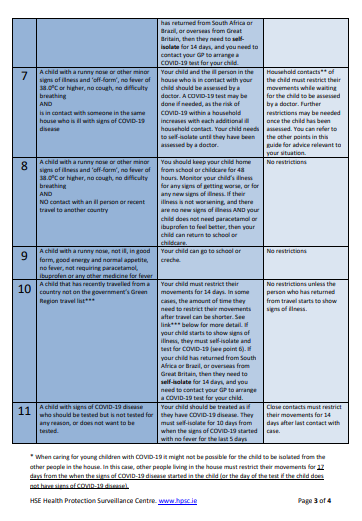 has returned from South Africa or
Brazil, or overseas from Great
Britain, then they need to self-
isolate for 14 days, and you need to
contact your GP to arrange a
COVID-19 test for your child.
7
A child with a runny nose or other minor
signs of illness and 'off-form', no fever of
38.0⁰C or higher, no cough, no difficulty
breathing
AND
is in contact with someone in the same
house who is ill with signs of COVID-19
disease
Your child and the ill person in the
house who is in contact with your
child should be assessed by a
doctor. A COVID-19 test may be
done if needed, as the risk of
COVID-19 within a household
increases with each additional ill
household contact. Your child needs
to self-isolate until they have been
assessed by a doctor.
Household contacts** of
the child must restrict their
movements while waiting
for the child to be assessed
by a doctor. Further
restrictions may be needed
once the child has been
assessed. You can refer to
the other points in this
guide for advice relevant to
your situation.
8
A child with a runny nose or other minor
signs of illness and 'off-form', no fever of
38.0⁰C or higher, no cough, no difficulty
breathing
AND
NOT contact with an ill person or recent
travel to another country
You should keep your child home
from school or childcare for 48
hours. Monitor your child's illness
for any signs of getting worse, or for
any new signs of illness. If their
illness is not worsening, and there
are no new signs of illness AND your
child does not need paracetamol or
ibuprofen to feel better, then your
child can return to school or
childcare.
No restrictions
9
A child with a runny nose, not ill, in good
form, good energy and normal appetite,
no fever, not requiring paracetamol,
ibuprofen or any other medicine for fever
Your child can go to school or
creche.
No restrictions
10
A child that has recently travelled from a
country not on the government's Green
Region travel list***
Your child must restrict their
movements for 14 days. In some
cases, the amount of time they
need to restrict their movements
after travel can be shorter. See
link*** below for more detail. If
your child starts to show signs of
illness, they must self-isolate and
test for COVID-19 (see point 6). If
your child has returned from South
Africa or Brazil, or overseas from
Great Britain, then they need to
self-isolate for 14 days, and you
need to contact your GP to arrange
a COVID-19 test for your child.
No restrictions unless the
person who has returned
from travel starts to show
signs of illness.
11
A child with signs of COVID-19 disease
who should be tested but is not tested for
any reason, or does not want to be
tested.
Your child should be treated as if
they have COVID-19 disease. They
must self-isolate for 10 days from
when the signs of COVID-19 started
with no fever for the last 5 days
Close contacts must restrict
their movements for 14
days after last contact with
case.
* When caring for young children with COVID-19 it might not be possible for the child to be isolated from the
other people in the house. In this case, other people living in the house must restrict their movements for 17
days from the when the signs of COVID-19 started in the child (or the day of the test if the child does
not have signs of COVID-19).
HSE Health Protection Surveillance Centre. www.hpsc.ie
Page 3 of 4